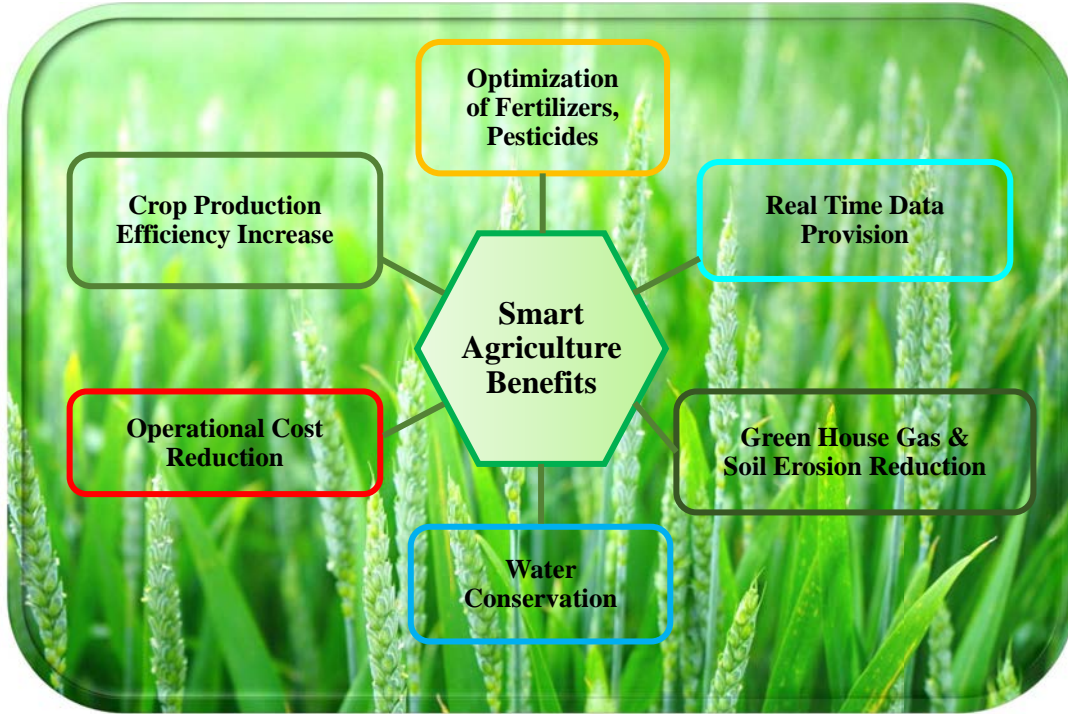 Optimization
of Fertilizers,
Pesticides
Crop Production
Efficiency Increase
Real Time Data
Provision
Smart
Agriculture
Benefits
Operational Cost
Reduction
Green House Gas &
Soil Erosion Reduction
Water
Conservation